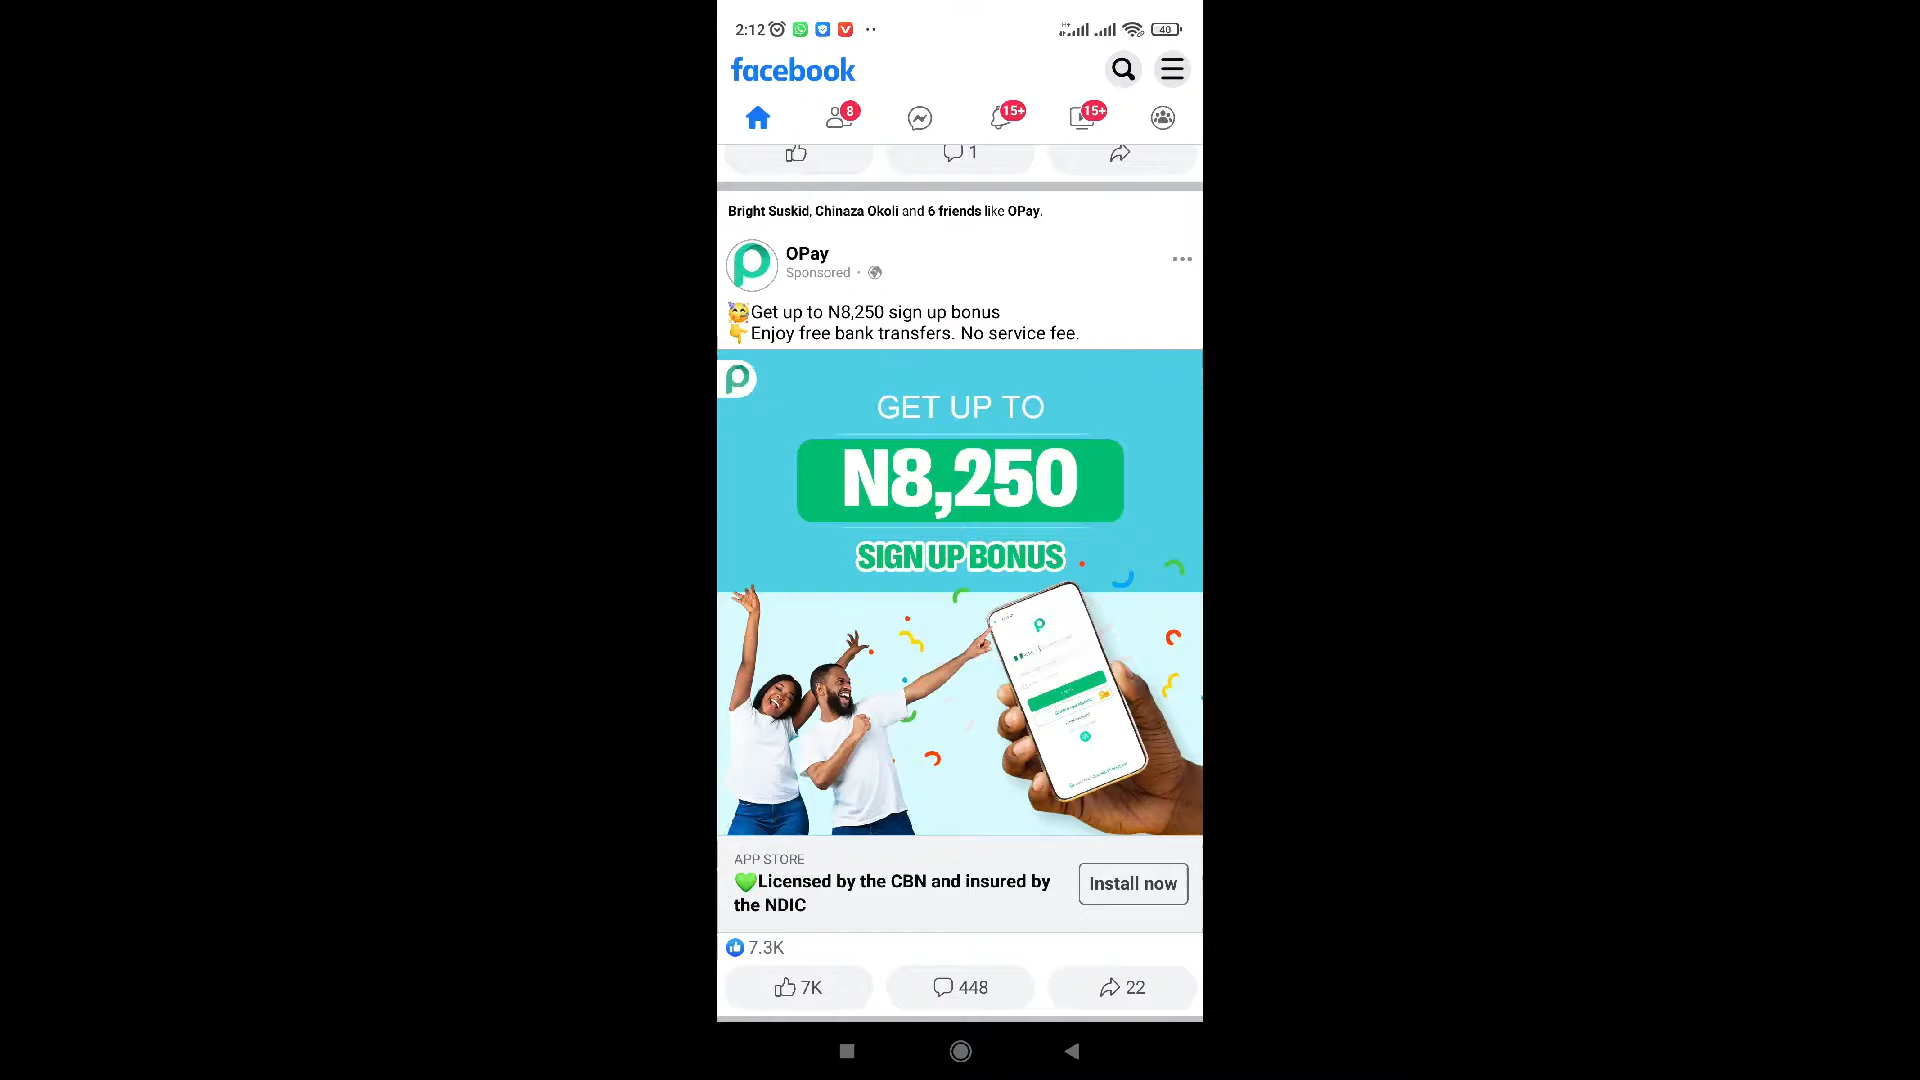 2:12
40
facebook
8
15+
15+
1
Bright Suskid, Chinaza Okoli and 6 friends like OPay.
OPay
Sponsored ·
🥳Get up to N8,250 sign up bonus
👇Enjoy free bank transfers. No service fee.
GET UP TO
N8,250
SIGN UP BONUS
APP STORE
💚Licensed by the CBN and insured by
the NDIC
Install now
7.3K
7K
448
22